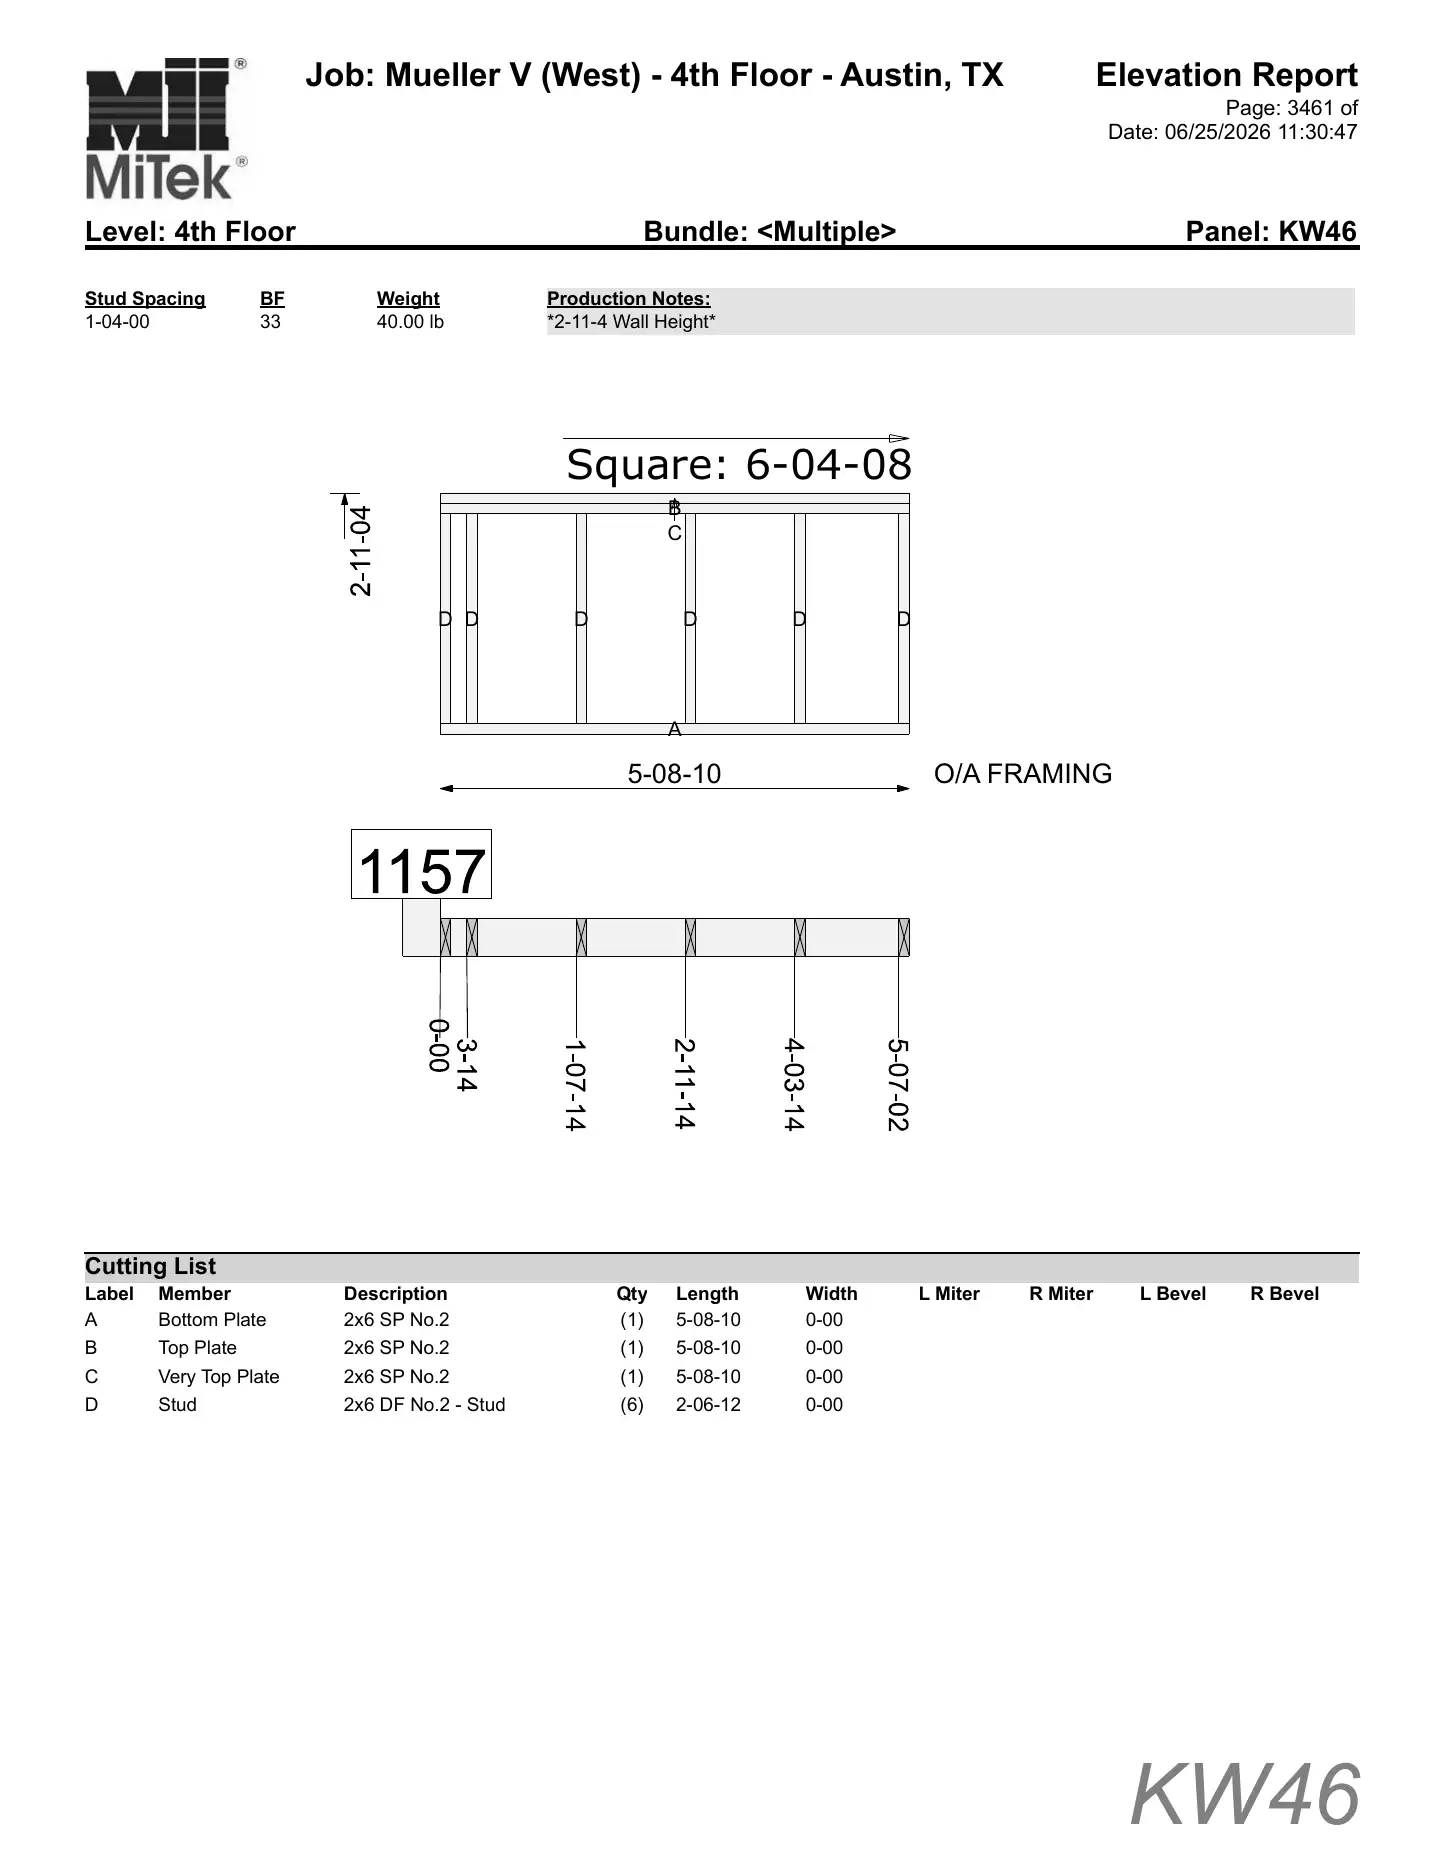 MiTek®
®
Job: Mueller V (West) - 4th Floor - Austin, TX
Elevation Report
Page: 3461 of
Date: 06/25/2026 11:30:47
Level: 4th Floor
Bundle: <Multiple>
Panel: KW46
Stud Spacing BF Weight Production Notes:
1-04-00 33 40.00 lb *2-11-4 Wall Height*
Square: 6-04-08
2-11-04
B
C
D D D D D D
A
5-08-10
O/A FRAMING
1157
0-00
3-14
1-07-14
2-11-14
4-03-14
5-07-02
Cutting List
Label Member Description Qty Length Width L Miter R Miter L Bevel R Bevel
A Bottom Plate 2x6 SP No.2 (1) 5-08-10 0-00
B Top Plate 2x6 SP No.2 (1) 5-08-10 0-00
C Very Top Plate 2x6 SP No.2 (1) 5-08-10 0-00
D Stud 2x6 DF No.2 - Stud (6) 2-06-12 0-00
KW46